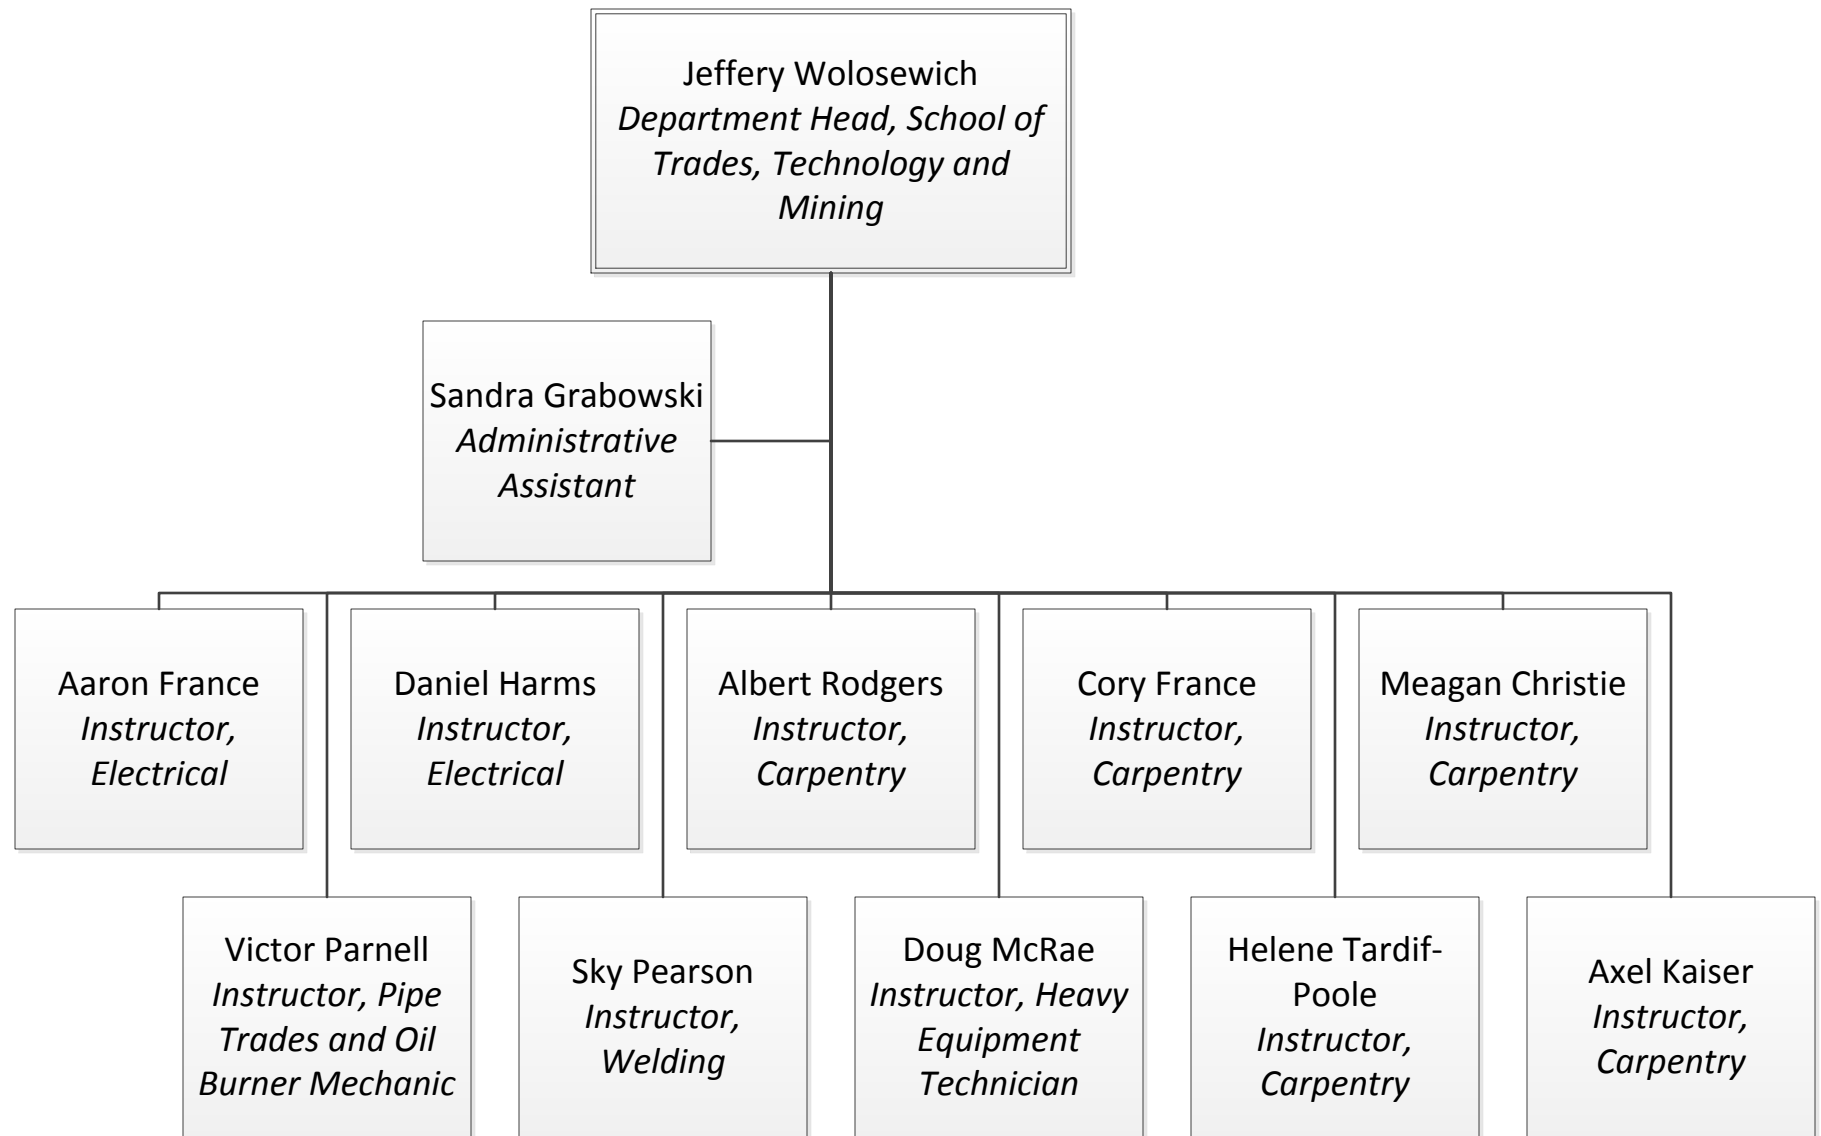 Jeffery Wolosewich
Department Head, School of
Trades, Technology and
Mining
Sandra Grabowski
Administrative
Assistant
Aaron France
Instructor,
Electrical
Daniel Harms
Instructor,
Electrical
Albert Rodgers
Instructor,
Carpentry
Cory France
Instructor,
Carpentry
Meagan Christie
Instructor,
Carpentry
Victor Parnell
Instructor, Pipe
Trades and Oil
Burner Mechanic
Sky Pearson
Instructor,
Welding
Doug McRae
Instructor, Heavy
Equipment
Technician
Helene Tardif-
Poole
Instructor,
Carpentry
Axel Kaiser
Instructor,
Carpentry